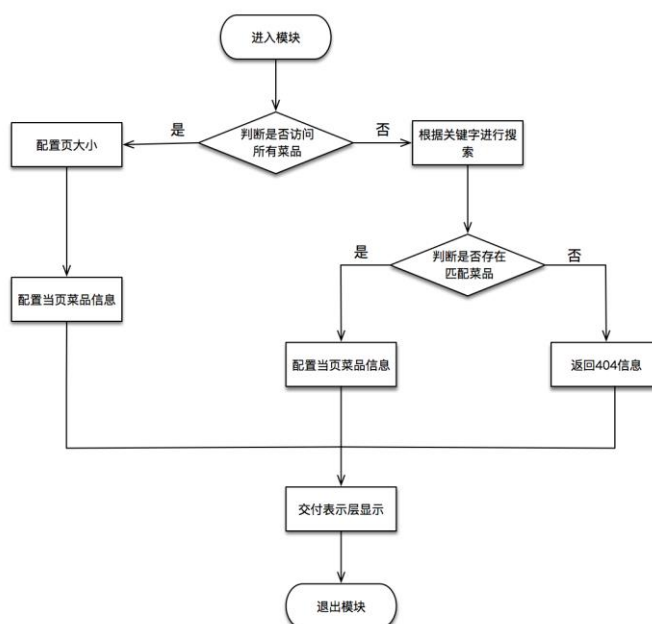 进入模块
判断是否访问
所有菜品
是
否
配置页大小
根据关键字进行搜
索
判断是否存在
匹配菜品
是
否
配置当页菜品信息
配置当页菜品信息
返回404信息
交付表示层显示
退出模块